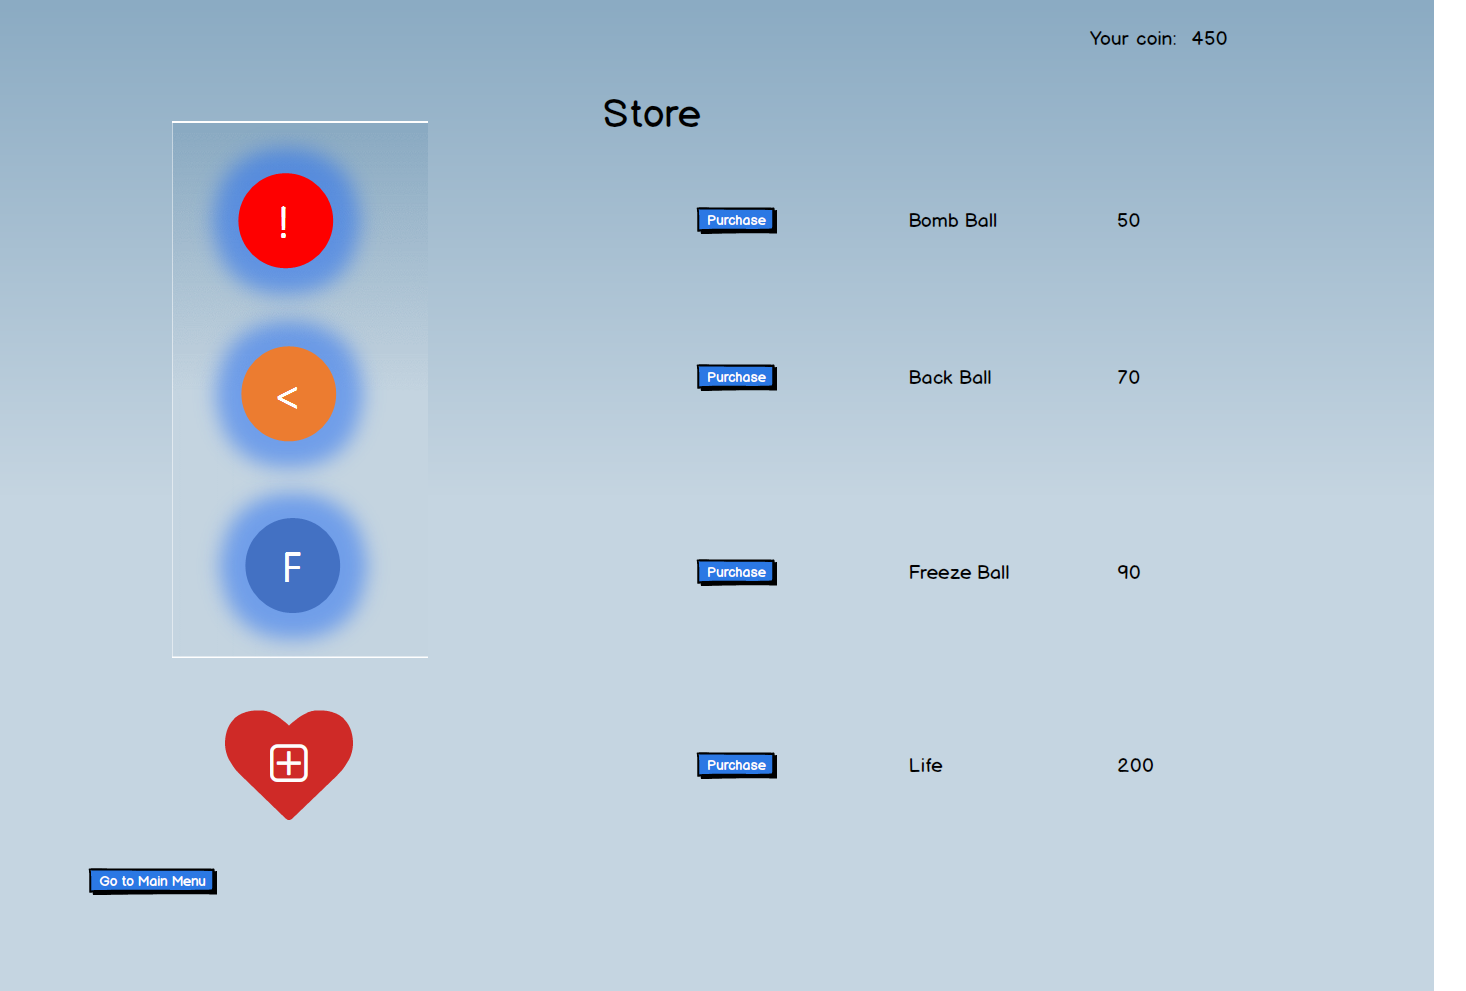 Your coin: 450
Store
!
Purchase Bomb Ball 50
<
Purchase Back Ball 70
F
Purchase Freeze Ball 90
Purchase Life 200
Go to Main Menu